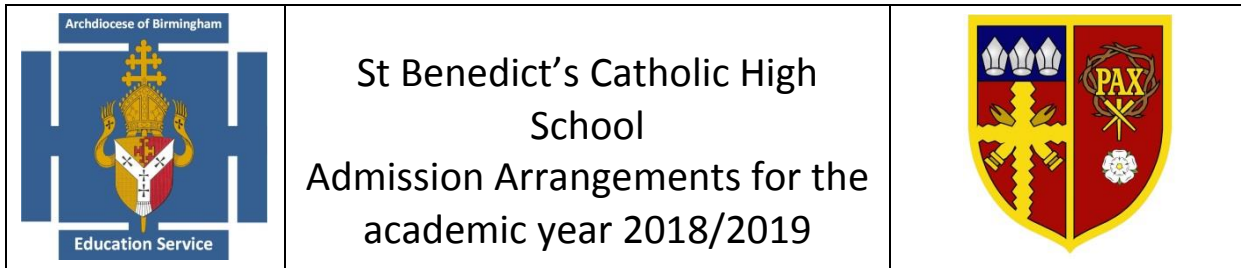 Archdiocese of Birmingham
Education Service
St Benedict’s Catholic High
School
Admission Arrangements for the
academic year 2018/2019
PAX